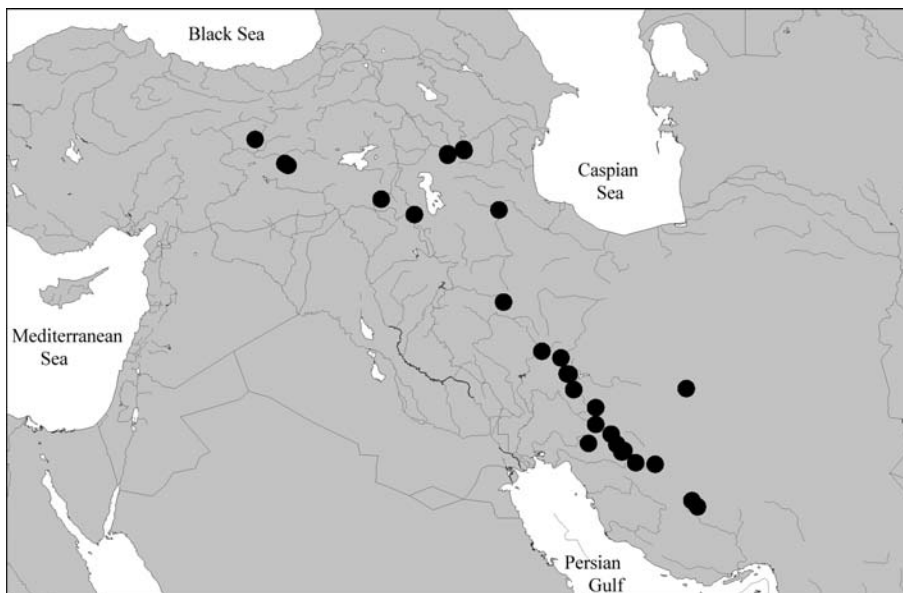 Black Sea
Caspian
Sea
Mediterranean
Sea
Persian
Gulf